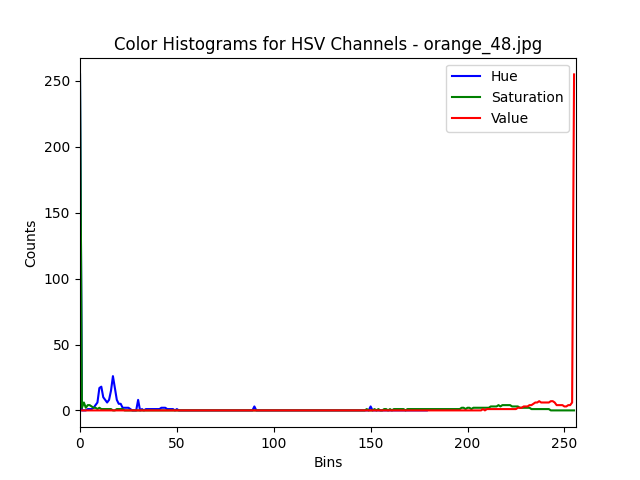 Color Histograms for HSV Channels - orange_48.jpg
Hue
Saturation
Value
Counts
250
200
150
100
50
0
0 50 100 150 200 250
Bins